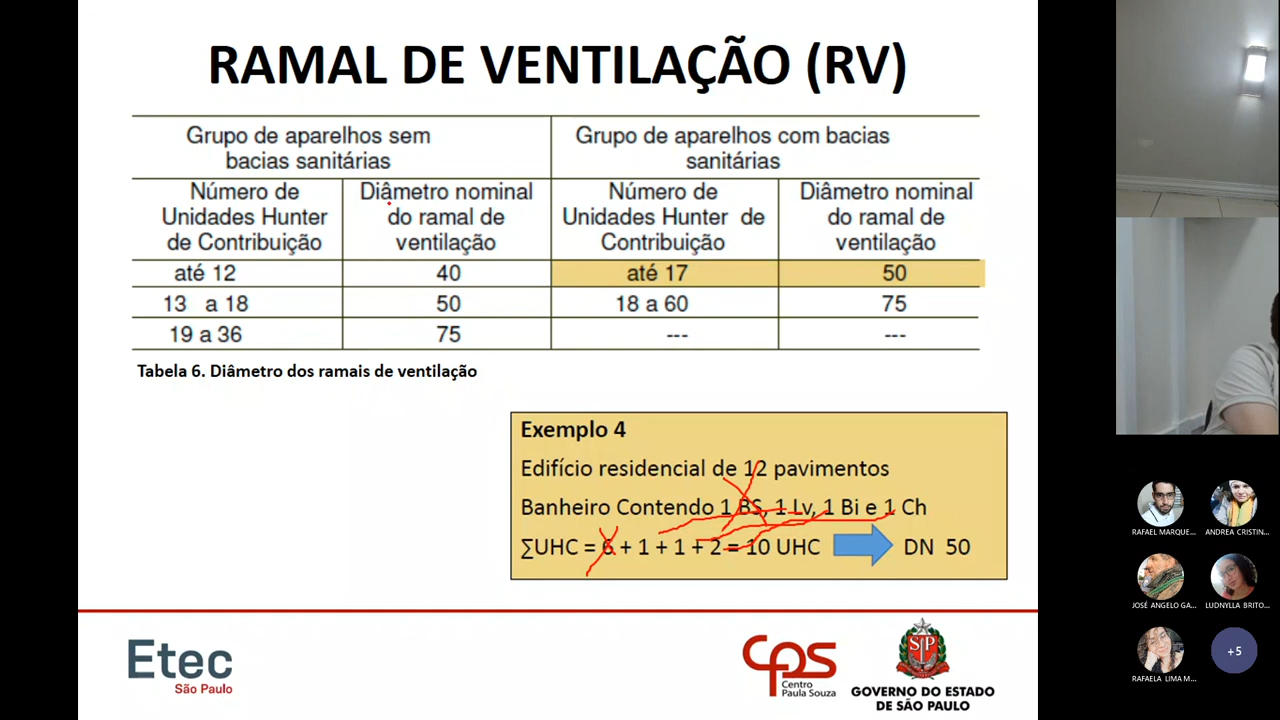 RAMAL DE VENTILAÇÃO (RV)
Grupo de aparelhos sem bacias sanitárias
Grupo de aparelhos com bacias sanitárias
Número de Unidades Hunter de Contribuição
Diâmetro nominal do ramal de ventilação
Número de Unidades Hunter de Contribuição
Diâmetro nominal do ramal de ventilação
até 12 40 até 17 50
13 a 18 50 18 a 60 75
19 a 36 75 --- ---
Tabela 6. Diâmetro dos ramais de ventilação
Exemplo 4
Edifício residencial de 12 pavimentos
Banheiro Contendo 1 BS, 1 Lv, 1 Bi e 1 Ch
∑UHC = 6 + 1 + 1 + 2 = 10 UHC DN 50
Etec
São Paulo
cps
Centro
Paula Souza
SP
GOVERNO DO ESTADO
DE SÃO PAULO
RAFAEL MARQUE...
ANDREA CRISTIN...
JOSÉ ANGELO GA...
LUDNYLLA BRITO...
RAFAELA LIMA M...
+5